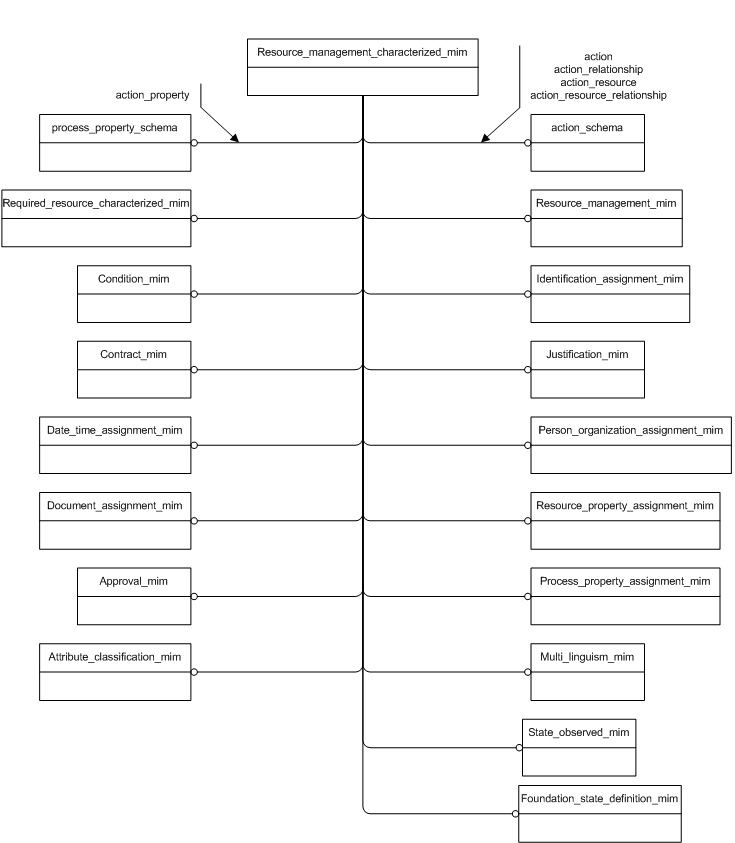 Resource_management_characterized_mim
action
action_relationship
action_resource
action_resource_relationship
action_property
process_property_schema
action_schema
Required_resource_characterized_mim
Resource_management_mim
Condition_mim
Identification_assignment_mim
Contract_mim
Justification_mim
Date_time_assignment_mim
Person_organization_assignment_mim
Document_assignment_mim
Resource_property_assignment_mim
Approval_mim
Process_property_assignment_mim
Attribute_classification_mim
Multi_linguism_mim
State_observed_mim
Foundation_state_definition_mim